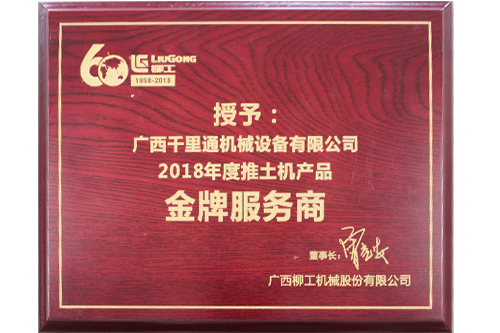 60 LIUGONG
柳工
1958-2018
授予：
广西千里通机械设备有限公司
2018年度推土机产品
金牌服务商
董事长：
广西柳工机械股份有限公司